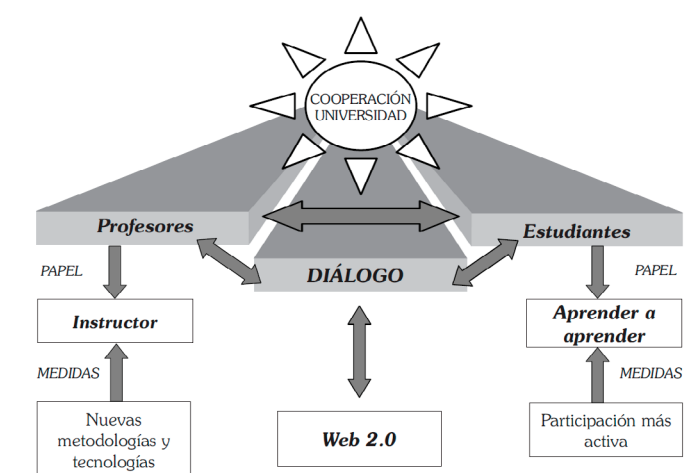 COOPERACIÓN
UNIVERSIDAD
Profesores
Estudiantes
DIÁLOGO
PAPEL
PAPEL
Instructor
Aprender a
aprender
MEDIDAS
MEDIDAS
Nuevas
metodologías y
tecnologías
Web 2.0
Participación más
activa